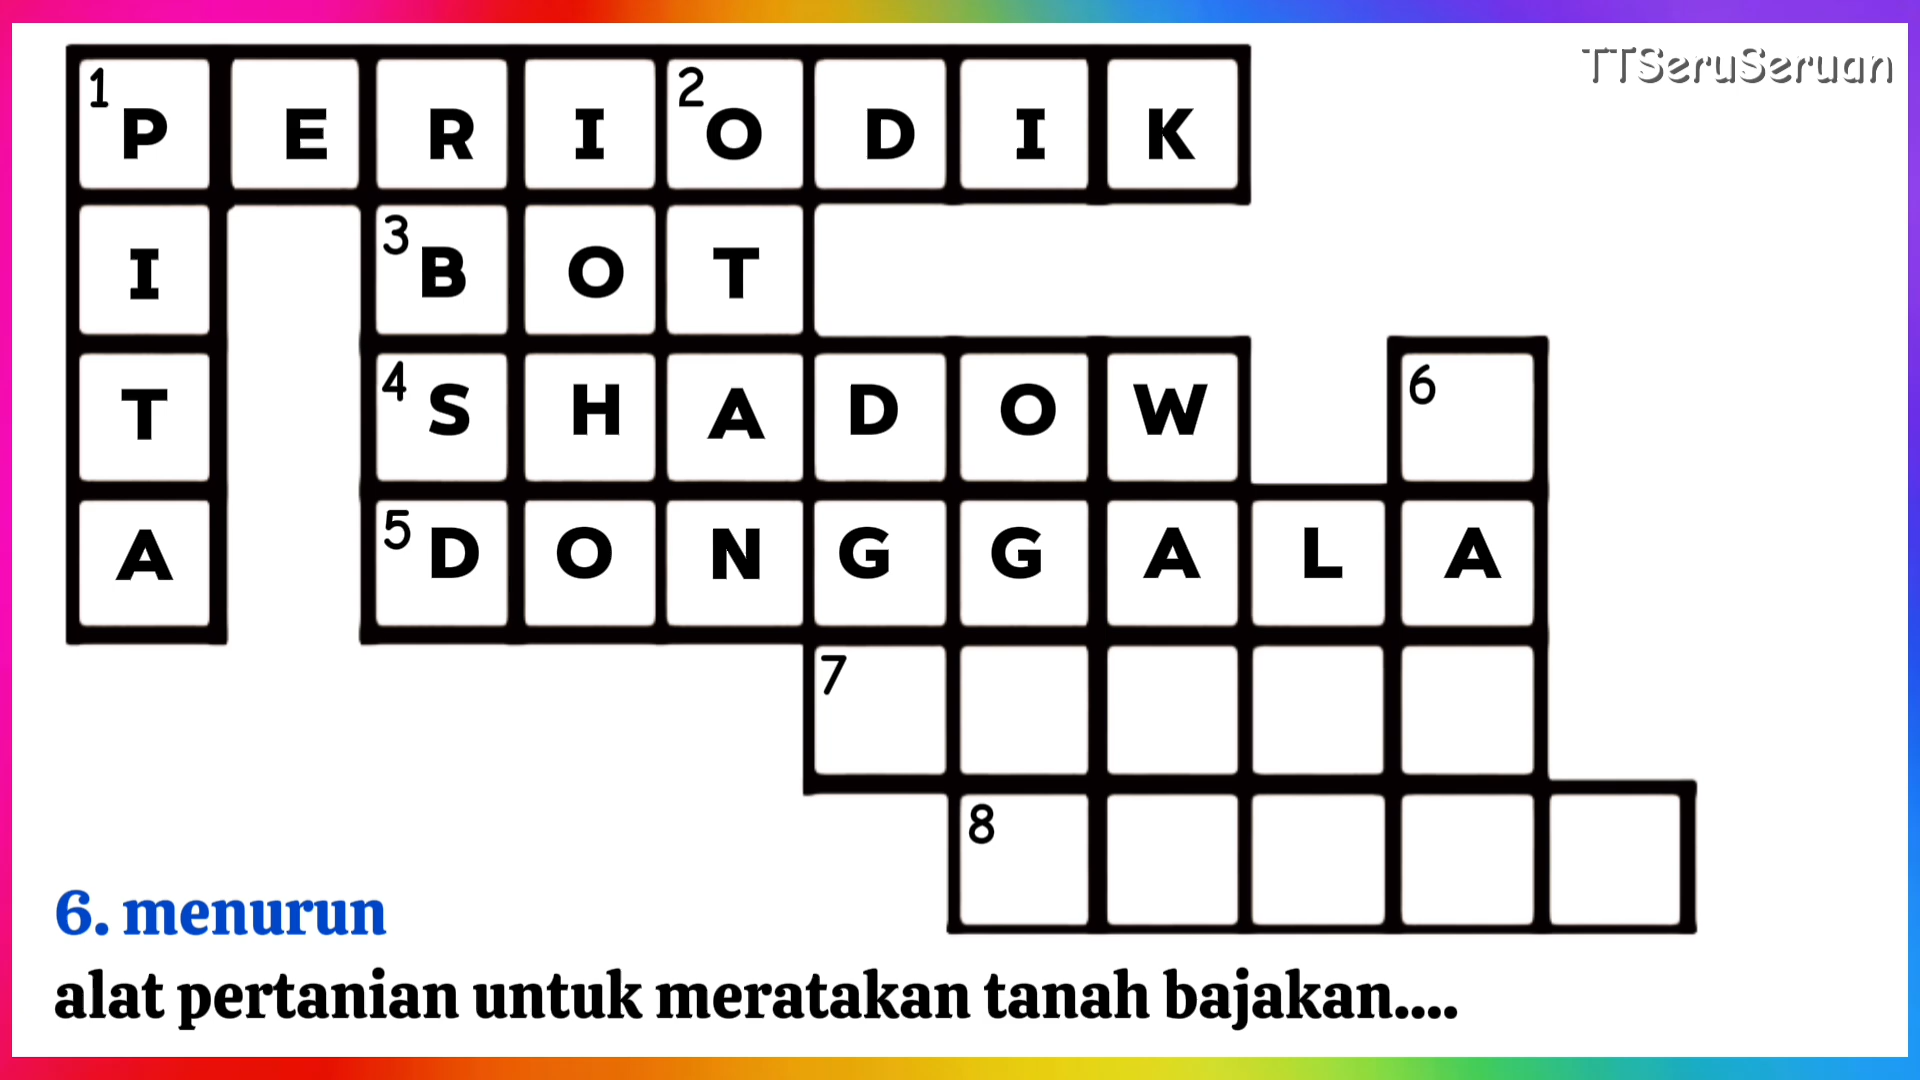 TTSeruSeruan
1 P E R I 2 O D I K
I 3 B O T
T 4 S H A D O W 6
A 5 D O N G G A L A
7
8
6. menurun
alat pertanian untuk meratakan tanah bajakan....